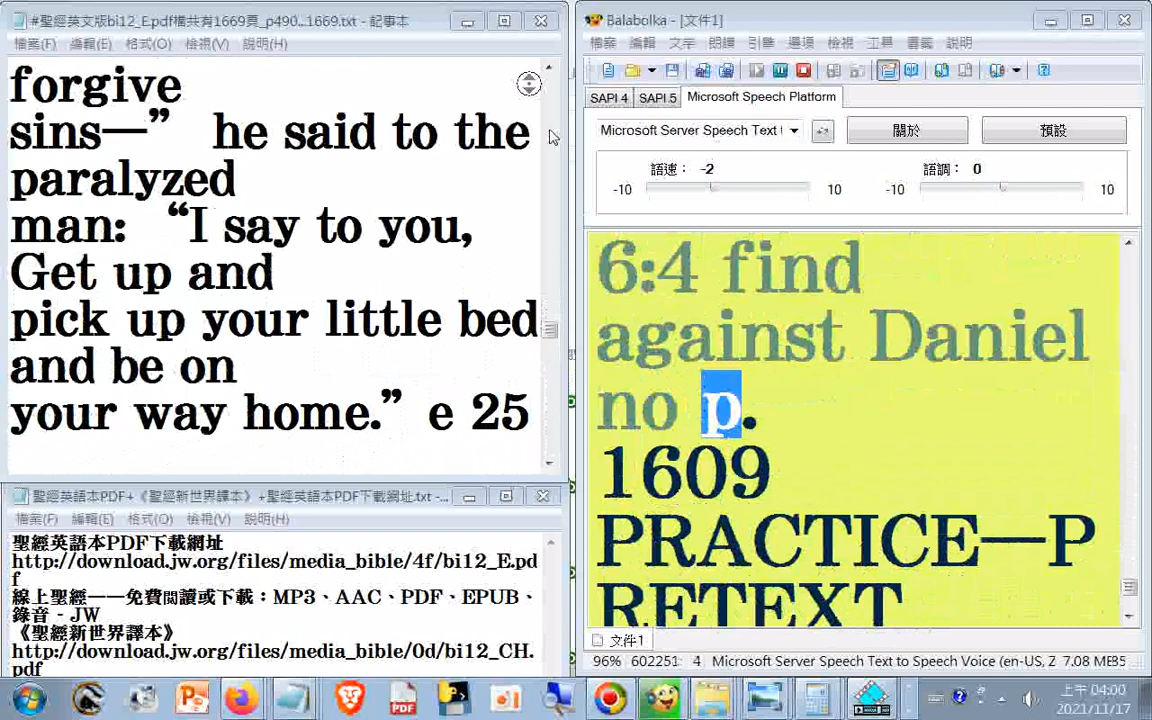 #聖經英文版bi12_E.pdf檔共有1669頁_p490...1669.txt - 記事本
檔案(F) 編輯(E) 格式(O) 檢視(V) 說明(H)
forgive
sins—” he said to the
paralyzed
man: “I say to you,
Get up and
pick up your little bed
and be on
your way home.” e 25
聖經英語本PDF+《聖經新世界譯本》+聖經英語本PDF下載網址.txt -...
檔案(F) 編輯(E) 格式(O) 檢視(V) 說明(H)
聖經英語本PDF下載網址
http://download.jw.org/files/media_bible/4f/bi12_E.pd
f
線上聖經——免費閱讀或下載：MP3、AAC、PDF、EPUB、
錄音 - JW
《聖經新世界譯本》
http://download.jw.org/files/media_bible/0d/bi12_CH.
pdf
Balabolka - [文件1]
檔案 編輯 文字 朗讀 引擎 選項 檢視 工具 書籤 說明
SAPI 4 SAPI 5 Microsoft Speech Platform
Microsoft Server Speech Text 關於 預設
語速： -2 語調： 0
-10 10 -10 10
6:4 find
against Daniel
no p.
1609
PRACTICE—P
RETEXT
文件1
96% 602251: 4 Microsoft Server Speech Text to Speech Voice (en-US, Z 7.08 MB
上午 04:00
2021/11/17